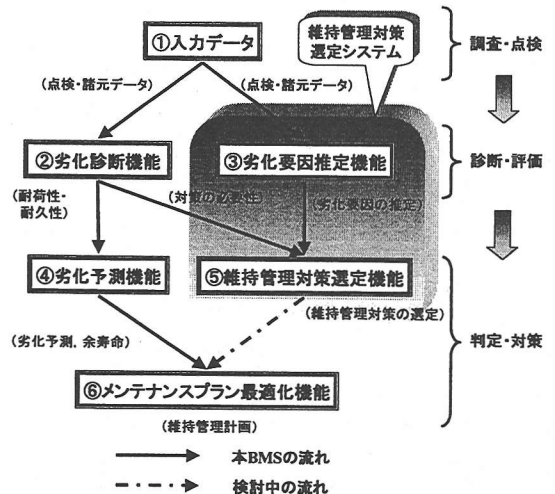 ①入力データ
維持管理対策
選定システム
調査・点検
(点検・諸元データ)
(点検・諸元データ)
②劣化診断機能
③劣化要因推定機能
診断・評価
(耐荷性・
耐久性)
(対策の必要性)
(劣化要因の推定)
④劣化予測機能
⑤維持管理対策選定機能
(維持管理対策の選定)
(劣化予測、余寿命)
判定・対策
⑥メンテナンスプラン最適化機能
(維持管理計画)
本BMSの流れ
検討中の流れ